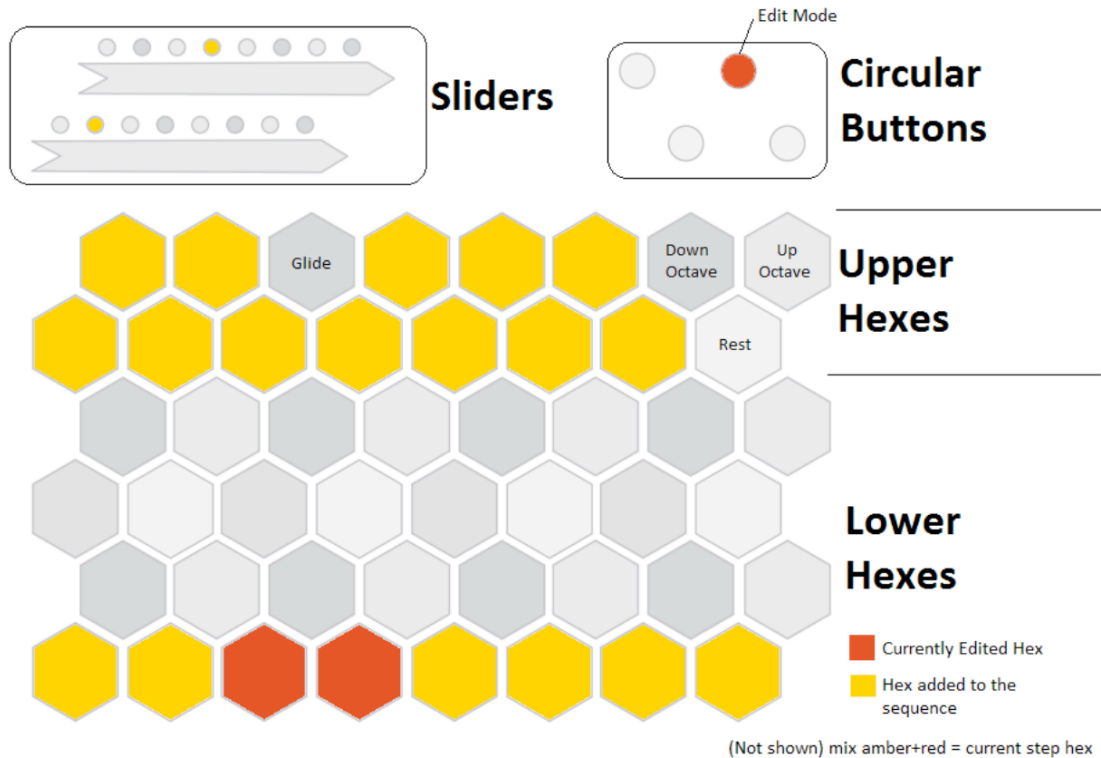 Edit Mode
Sliders
Circular
Buttons
Glide
Down
Octave
Up
Octave
Upper
Hexes
Rest
Lower
Hexes
Currently Edited Hex
Hex added to the
sequence
(Not shown) mix amber+red = current step hex